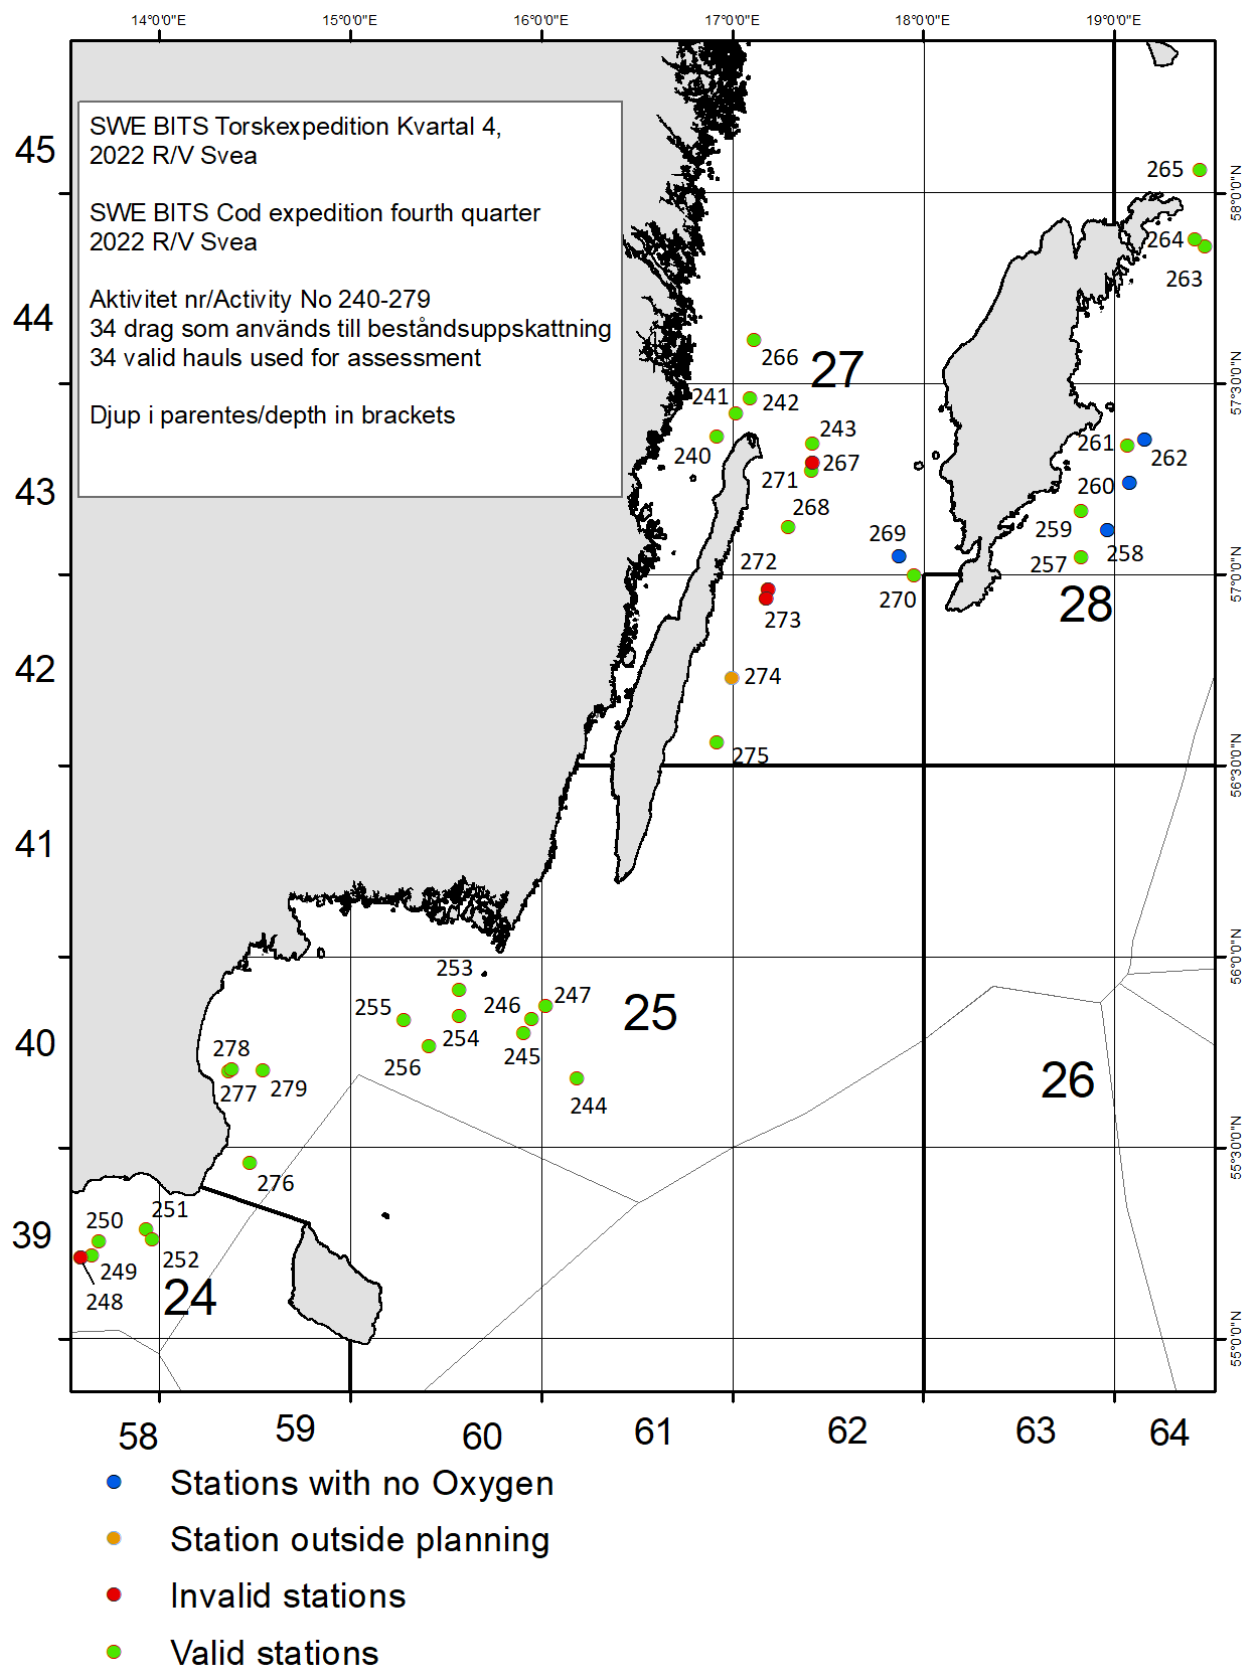 14°0'0"E
15°0'0"E
16°0'0"E
17°0'0"E
18°0'0"E
19°0'0"E
SWE BITS Torskexpedition Kvartal 4,
2022 R/V Svea
SWE BITS Cod expedition fourth quarter
2022 R/V Svea
Aktivitet nr/Activity No 240-279
34 drag som används till beståndsuppskattning
34 valid hauls used for assessment
Djup i parentes/depth in brackets
45
44
43
42
41
40
39
58°0'0"N
57°30'0"N
57°0'0"N
56°30'0"N
56°0'0"N
55°30'0"N
55°0'0"N
265
264
263
266
27
241
242
240
243
267
271
268
261
262
260
259
258
257
28
269
270
272
273
274
275
253
255
254
256
246
247
245
244
25
26
278
277
279
276
251
250
252
249
248
24
58
59
60
61
62
63
64
Stations with no Oxygen
Station outside planning
Invalid stations
Valid stations